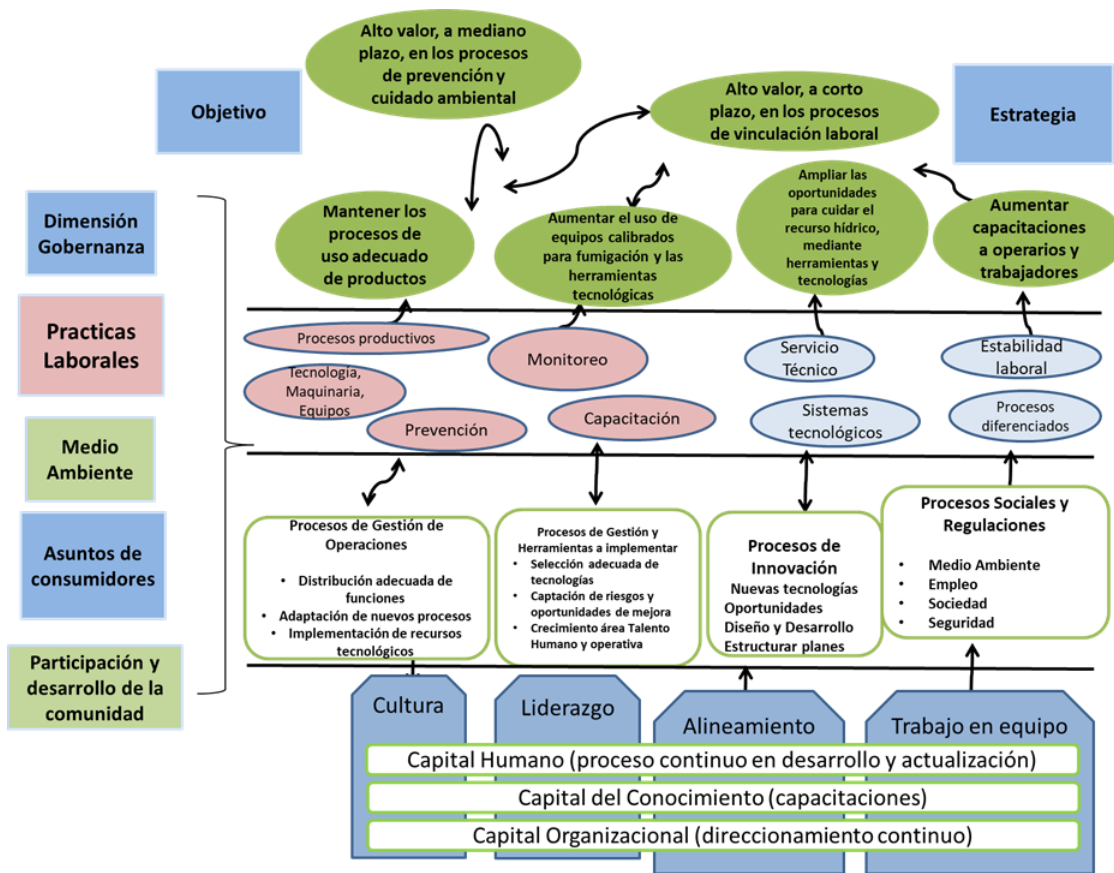 Alto valor, a mediano
plazo, en los procesos
de prevención y
cuidado ambiental
Objetivo
Alto valor, a corto
plazo, en los procesos
de vinculación laboral
Estrategia
Dimensión
Gobernanza
Mantener los
procesos de
uso adecuado
de productos
Aumentar el uso de
equipos calibrados
para fumigación y las
herramientas
tecnológicas
Ampliar las
oportunidades
para cuidar el
recurso hídrico,
mediante
herramientas y
tecnologías
Aumentar
capacitaciones
a operarios y
trabajadores
Practicas
Laborales
Procesos productivos
Tecnología,
Maquinaria,
Equipos
Prevención
Monitoreo
Capacitación
Servicio
Técnico
Sistemas
tecnológicos
Estabilidad
laboral
Procesos
diferenciados
Medio
Ambiente
Asuntos de
consumidores
Procesos de Gestión de
Operaciones
• Distribución adecuada de
funciones
• Adaptación de nuevos procesos
• Implementación de recursos
tecnológicos
Procesos de Gestión y
Herramientas a implementar
• Selección adecuada de
tecnologías
• Captación de riesgos y
oportunidades de mejora
• Crecimiento área Talento
Humano y operativa
Procesos de
Innovación
Nuevas tecnologías
Oportunidades
Diseño y Desarrollo
Estructurar planes
Procesos Sociales y
Regulaciones
• Medio Ambiente
• Empleo
• Sociedad
• Seguridad
Participación y
desarrollo de la
comunidad
Cultura
Liderazgo
Alineamiento
Trabajo en equipo
Capital Humano (proceso continuo en desarrollo y actualización)
Capital del Conocimiento (capacitaciones)
Capital Organizacional (direccionamiento continuo)